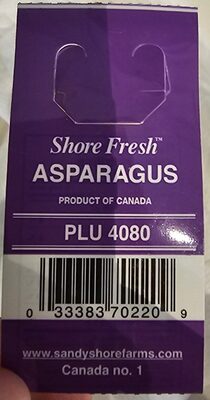 Shore Fresh™
ASPARAGUS
PRODUCT OF CANADA
PLU 4080
0 33383 70220 9
www.sandyshorefarms.com
Canada no. 1